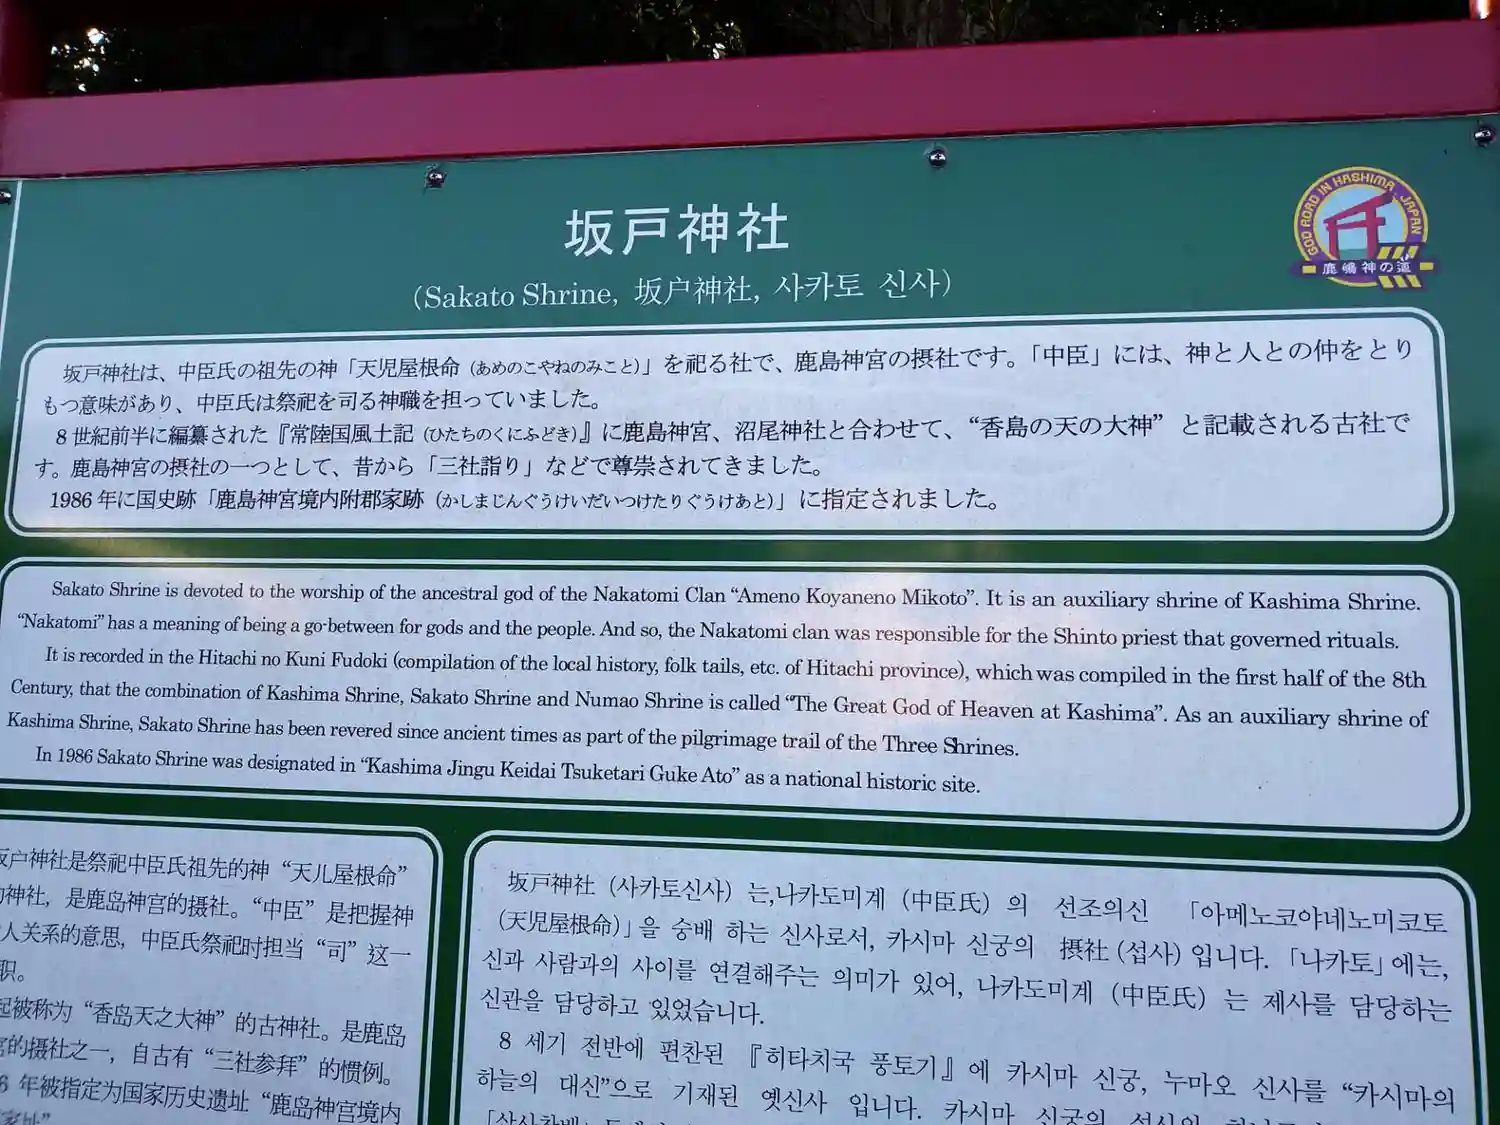 坂戸神社
(Sakato Shrine, 坂户神社, 사카토 신사)
GOD ROAD IN KASHIMA, JAPAN
鹿嶋神の道
坂戸神社は、中臣氏の祖先の神「天児屋根命（あめのこやねのみこと）」を祀る社で、鹿島神宮の摂社です。「中臣」には、神と人との仲をとり
もつ意味があり、中臣氏は祭祀を司る神職を担っていました。
8世紀前半に編纂された『常陸国風土記（ひたちのくにふどき）』に鹿島神宮、沼尾神社と合わせて、“香島の天の大神”と記載される古社で
す。鹿島神宮の摂社の一つとして、昔から「三社詣り」などで尊崇されてきました。
1986年に国史跡「鹿島神宮境内附郡家跡（かしまじんぐうけいだいつけたりぐうけあと）」に指定されました。
Sakato Shrine is devoted to the worship of the ancestral god of the Nakatomi Clan “Ameno Koyaneno Mikoto”. It is an auxiliary shrine of Kashima Shrine.
“Nakatomi” has a meaning of being a go-between for gods and the people. And so, the Nakatomi clan was responsible for the Shinto priest that governed rituals.
It is recorded in the Hitachi no Kuni Fudoki (compilation of the local history, folk tails, etc. of Hitachi province), which was compiled in the first half of the 8th
Century, that the combination of Kashima Shrine, Sakato Shrine and Numao Shrine is called “The Great God of Heaven at Kashima”. As an auxiliary shrine of
Kashima Shrine, Sakato Shrine has been revered since ancient times as part of the pilgrimage trail of the Three Shrines.
In 1986 Sakato Shrine was designated in “Kashima Jingu Keidai Tsuketari Guke Ato” as a national historic site.
坂户神社是祭祀中臣氏祖先的神“天儿屋根命”
的神社，是鹿岛神宫的摄社。“中臣”是把握神
人关系的意思，中臣氏祭祀时担当“司”这一
职。
起被称为“香岛天之大神”的古神社。是鹿岛
宫的摄社之一，自古有“三社参拜”的惯例。
6 年被指定为国家历史遗址“鹿岛神宫境内
家址”
坂戸神社 (사카토신사) 는,나카도미계 (中臣氏) 의 선조의신 「아메노코야네노미코토
(天児屋根命)」을 숭배 하는 신사로서, 카시마 신궁의 摂社 (섭사) 입니다. 「나카토」에는,
신과 사람과의 사이를 연결해주는 의미가 있어, 나카도미계 (中臣氏) 는 제사를 담당하는
신관을 담당하고 있었습니다.
8 세기 전반에 편찬된 『히타치국 풍토기』에 카시마 신궁, 누마오 신사를 “카시마의
하늘의 대신”으로 기재된 옛신사 입니다. 카시마 신궁의